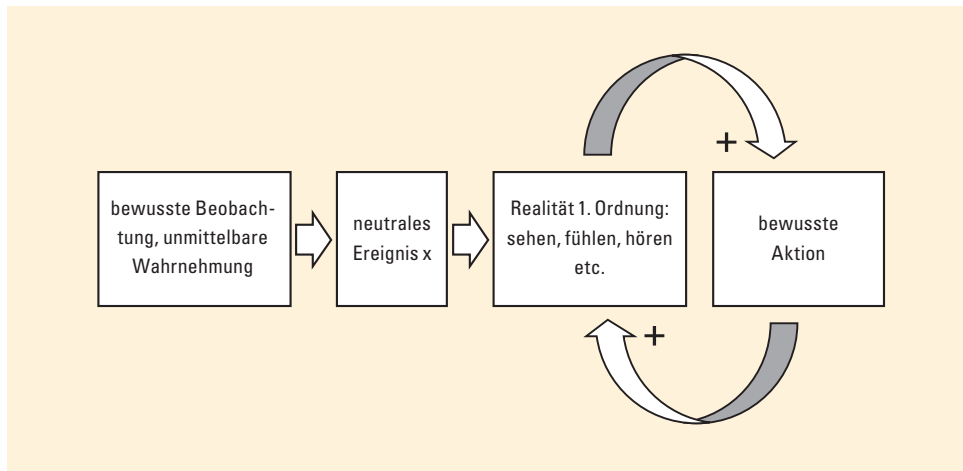 bewusste Beobach-
tung, unmittelbare
Wahrnehmung
neutrales
Ereignis x
Realität 1. Ordnung:
sehen, fühlen, hören
etc.
bewusste
Aktion
+
+